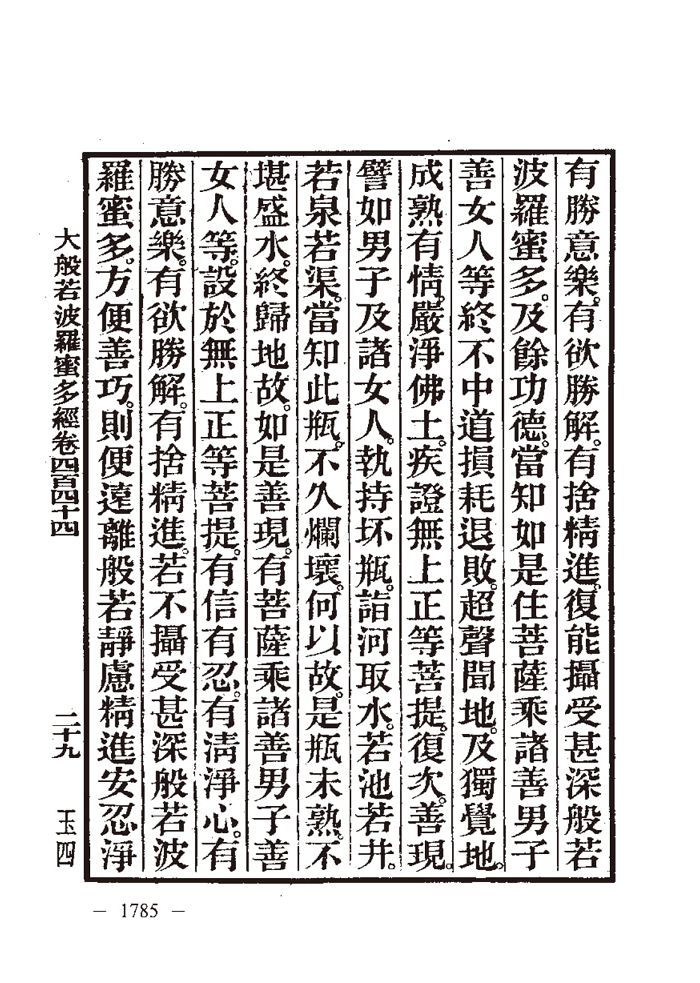 有勝意樂。有欲勝解。有捨精進。復能攝受甚深般若
波羅蜜多。及餘功德。當知如是住菩薩乘諸善男子
善女人等終不中道損耗退敗。超聲聞地。及獨覺地。
成熟有情。嚴淨佛土。疾證無上正等菩提。復次。善現。
譬如男子及諸女人。執持坏瓶。詣河取水。若池若井。
若泉若渠。當知此瓶。不久爛壞。何以故。是瓶未熟。不
堪盛水。終歸地故。如是善現。有菩薩乘諸善男子善
女人等。設於無上正等菩提。有信有忍。有清淨心。有
勝意樂。有欲勝解。有捨精進。若不攝受甚深般若波
羅蜜多。方便善巧。則便遠離般若靜慮精進安忍淨
大般若波羅蜜多經卷四百四十四 二十九 玉四
— 1785 —